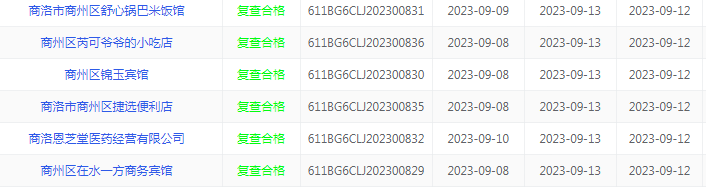 商洛市商州区舒心锅巴米饭馆 复查合格 611BG6CLJ202300831 2023-09-09 2023-09-13 2023-09-12
商州区芮可爷爷的小吃店 复查合格 611BG6CLJ202300836 2023-09-08 2023-09-13 2023-09-12
商州区锦玉宾馆 复查合格 611BG6CLJ202300830 2023-09-08 2023-09-13 2023-09-12
商洛市商州区捷选便利店 复查合格 611BG6CLJ202300835 2023-09-08 2023-09-13 2023-09-12
商洛恩芝堂医药经营有限公司 复查合格 611BG6CLJ202300832 2023-09-10 2023-09-13 2023-09-12
商州区在水一方商务宾馆 复查合格 611BG6CLJ202300829 2023-09-08 2023-09-13 2023-09-12